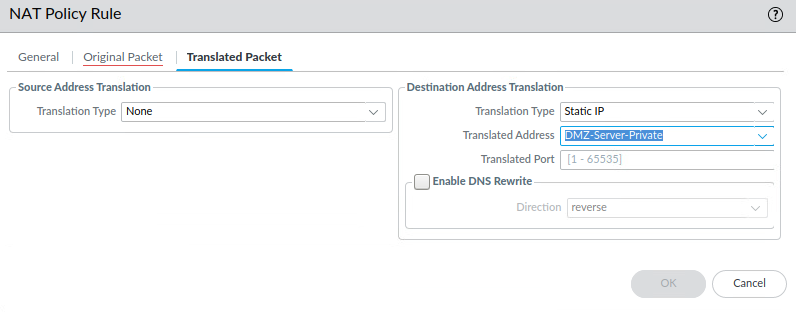 NAT Policy Rule
?
General
Original Packet
Translated Packet
Source Address Translation
Translation Type None
Destination Address Translation
Translation Type Static IP
Translated Address DMZ-Server-Private
Translated Port [1 - 65535]
Enable DNS Rewrite
Direction reverse
OK
Cancel